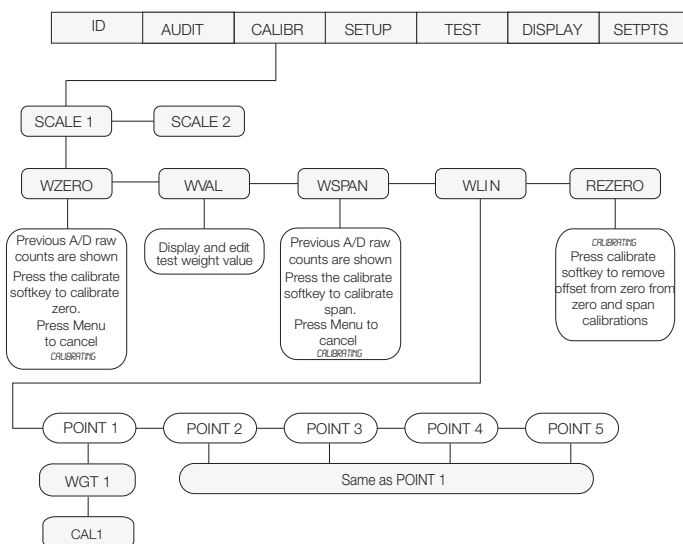 ID AUDIT CALIBR SETUP TEST DISPLAY SETPTS
SCALE 1 SCALE 2
WZERO WVAL WSPAN WLIN REZERO
Previous A/D raw
counts are shown
Press the calibrate
softkey to calibrate
zero.
Press Menu
to cancel
CALIBRATING
Display and edit
test weight value
Previous A/D raw
counts are shown
Press the calibrate
softkey to calibrate
span.
Press Menu to
cancel
CALIBRATING
CALIBRATING
Press calibrate
softkey to remove
offset from zero from
zero and span
calibrations
POINT 1 POINT 2 POINT 3 POINT 4 POINT 5
WGT 1
Same as POINT 1
CAL1